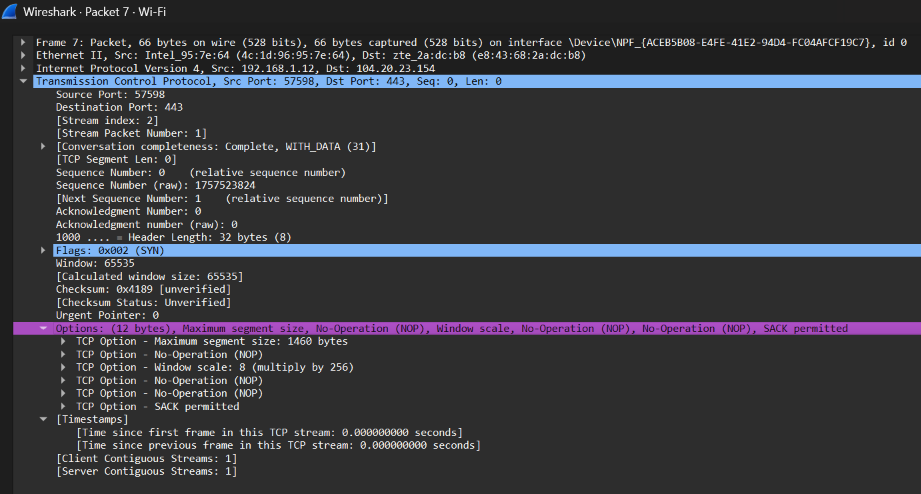 Wireshark · Packet 7 · Wi-Fi
Frame 7: Packet, 66 bytes on wire (528 bits), 66 bytes captured (528 bits) on interface \Device\NPF_{ACEB5B08-E4FE-41E2-94D4-FC04AFCF19C7}, id 0
Ethernet II, Src: Intel_95:7e:64 (4c:1d:96:95:7e:64), Dst: zte_2a:dc:b8 (e8:43:68:2a:dc:b8)
Internet Protocol Version 4, Src: 192.168.1.12, Dst: 104.20.23.154
Transmission Control Protocol, Src Port: 57598, Dst Port: 443, Seq: 0, Len: 0
Source Port: 57598
Destination Port: 443
[Stream index: 2]
[Stream Packet Number: 1]
[Conversation completeness: Complete, WITH_DATA (31)]
[TCP Segment Len: 0]
Sequence Number: 0    (relative sequence number)
Sequence Number (raw): 1757523824
[Next Sequence Number: 1    (relative sequence number)]
Acknowledgment Number: 0
Acknowledgment number (raw): 0
1000 .... = Header Length: 32 bytes (8)
Flags: 0x002 (SYN)
Window: 65535
[Calculated window size: 65535]
Checksum: 0x4189 [unverified]
[Checksum Status: Unverified]
Urgent Pointer: 0
Options: (12 bytes), Maximum segment size, No-Operation (NOP), Window scale, No-Operation (NOP), No-Operation (NOP), SACK permitted
TCP Option - Maximum segment size: 1460 bytes
TCP Option - No-Operation (NOP)
TCP Option - Window scale: 8 (multiply by 256)
TCP Option - No-Operation (NOP)
TCP Option - No-Operation (NOP)
TCP Option - SACK permitted
[Timestamps]
[Time since first frame in this TCP stream: 0.000000000 seconds]
[Time since previous frame in this TCP stream: 0.000000000 seconds]
[Client Contiguous Streams: 1]
[Server Contiguous Streams: 1]